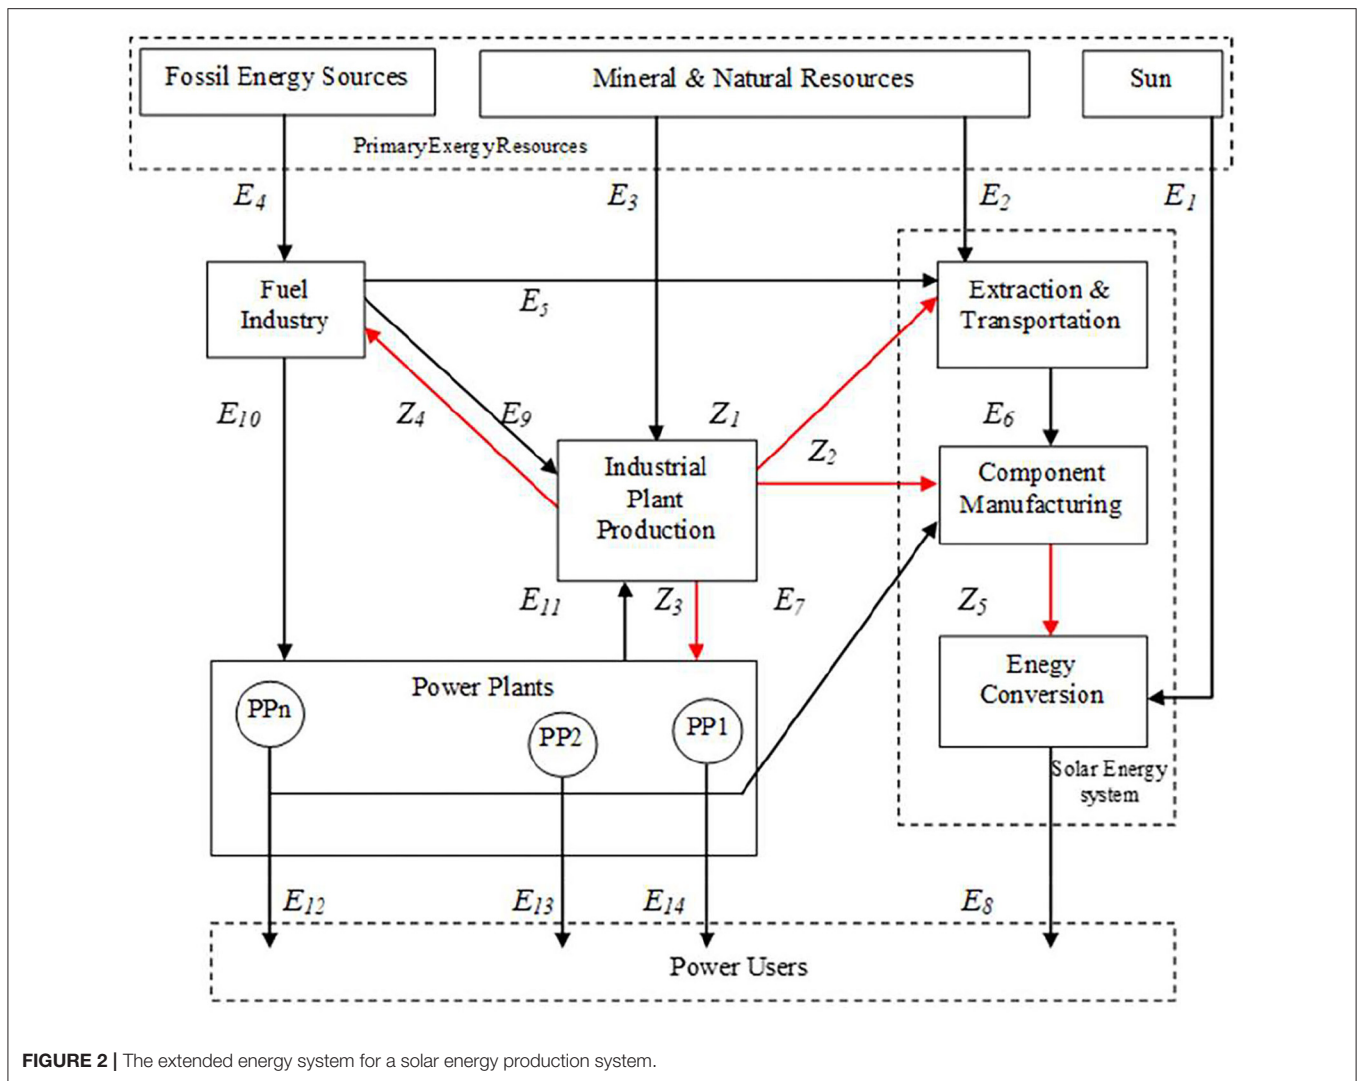 Fossil Energy Sources
Mineral & Natural Resources
Sun
PrimaryExergyResources
E4
E3
E2
E1
Fuel
Industry
E5
Extraction &
Transportation
E10
Z4
E9
Z1
Z2
E6
Industrial
Plant
Production
Component
Manufacturing
E11
Z3
E7
Z5
Power Plants
PPn
PP2
PP1
Enegy
Conversion
Solar Energy
system
E12
E13
E14
E8
Power Users
FIGURE 2 | The extended energy system for a solar energy production system.